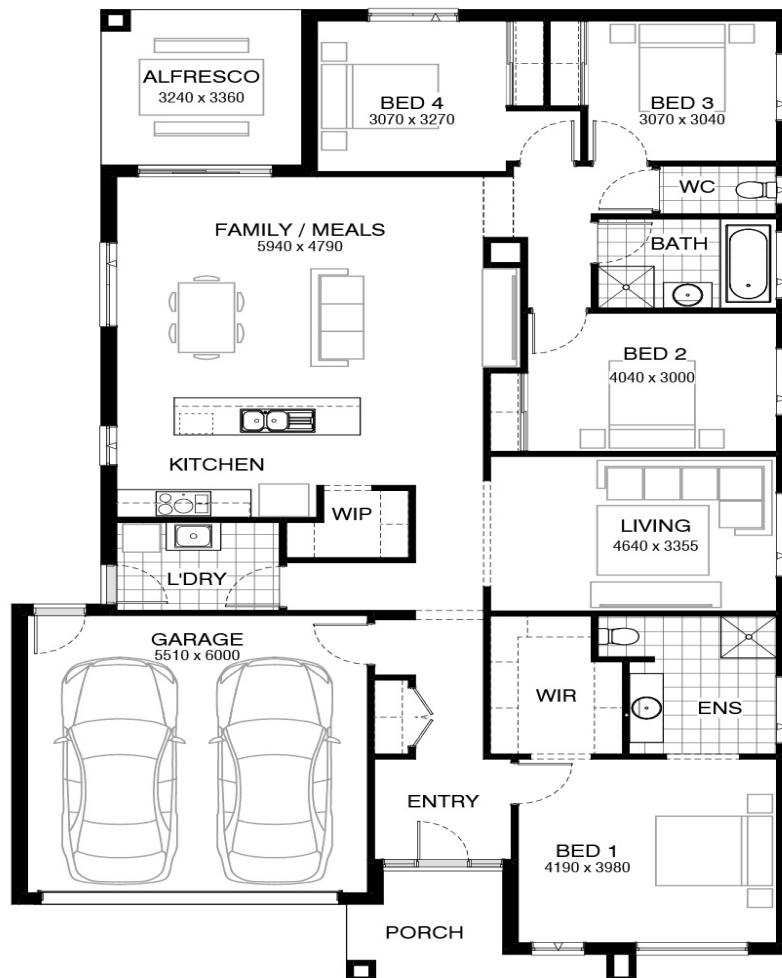 ALFRESCO
3240 x 3360
BED 4
3070 x 3270
BED 3
3070 x 3040
WC
FAMILY / MEALS
5940 x 4790
BATH
BED 2
4040 x 3000
KITCHEN
WIP
LIVING
4640 x 3355
L'DRY
GARAGE
5510 x 6000
WIR
ENS
ENTRY
BED 1
4190 x 3980
PORCH